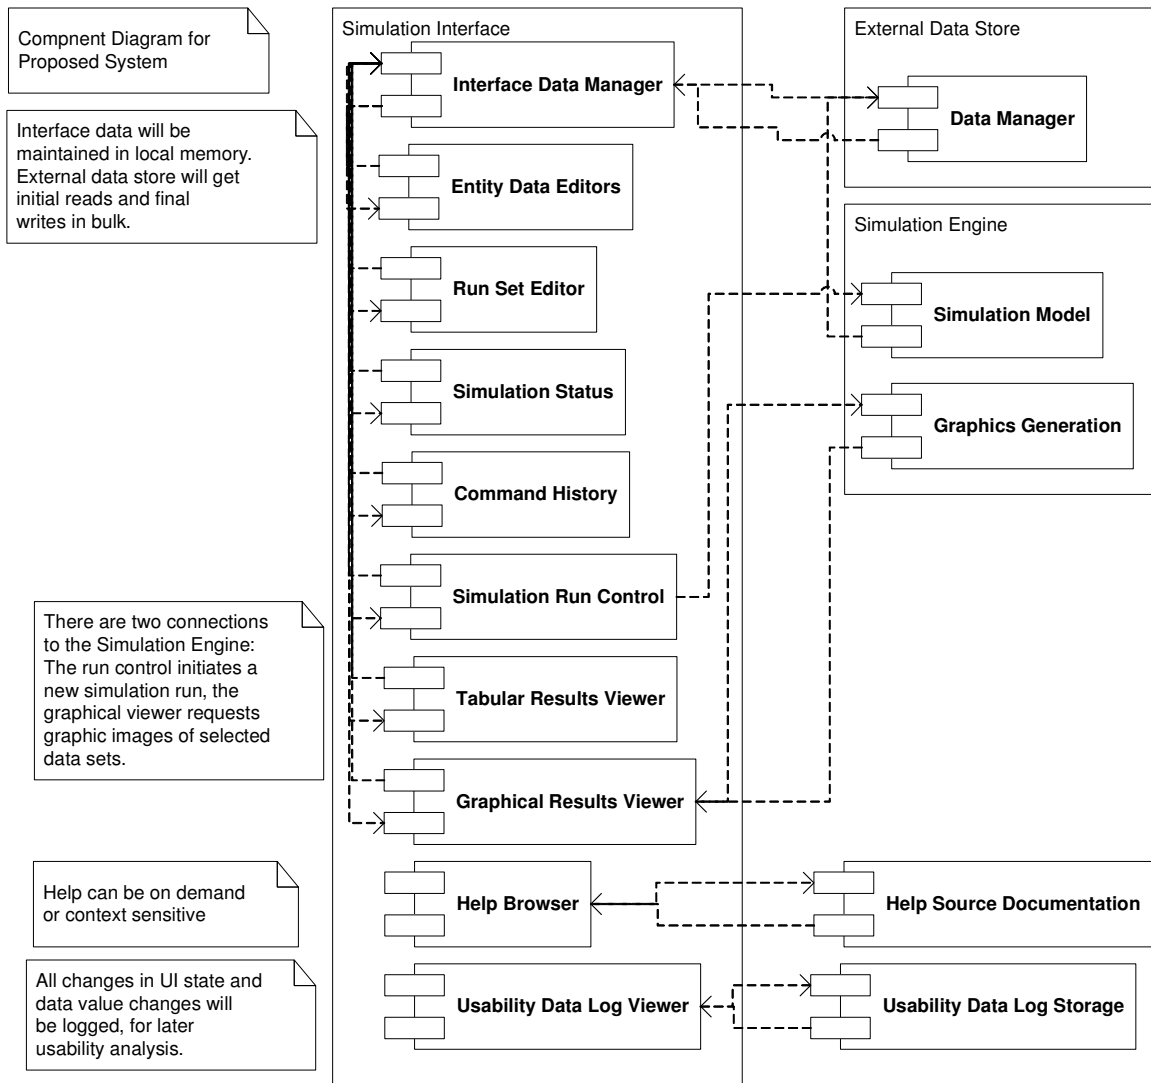 Compnent Diagram for
Proposed System
Interface data will be
maintained in local memory.
External data store will get
initial reads and final
writes in bulk.
There are two connections
to the Simulation Engine:
The run control initiates a
new simulation run, the
graphical viewer requests
graphic images of selected
data sets.
Help can be on demand
or context sensitive
All changes in UI state and
data value changes will
be logged, for later
usability analysis.
Simulation Interface
Interface Data Manager
Entity Data Editors
Run Set Editor
Simulation Status
Command History
Simulation Run Control
Tabular Results Viewer
Graphical Results Viewer
Help Browser
Usability Data Log Viewer
External Data Store
Data Manager
Simulation Engine
Simulation Model
Graphics Generation
Help Source Documentation
Usability Data Log Storage